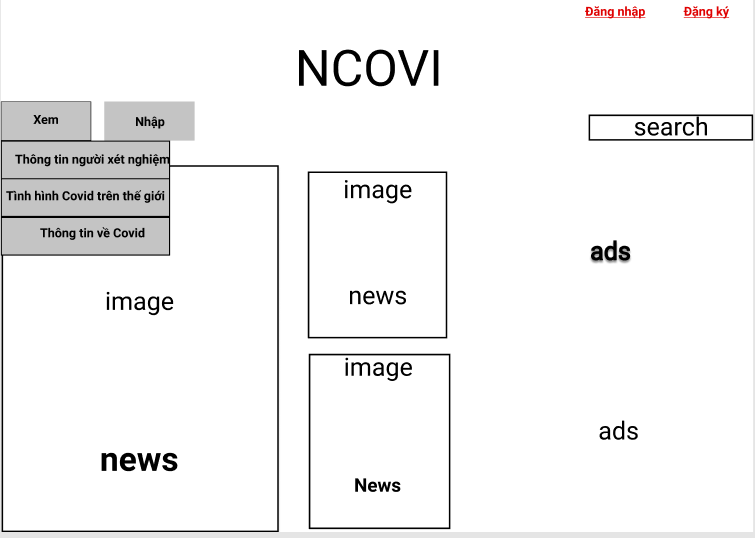 Đăng nhập
Đặng ký
NCOVI
Xem
Nhập
search
Thông tin người xét nghiệm
Tình hình Covid trên thế giới
Thông tin về Covid
image
news
image
news
image
News
ads
ads